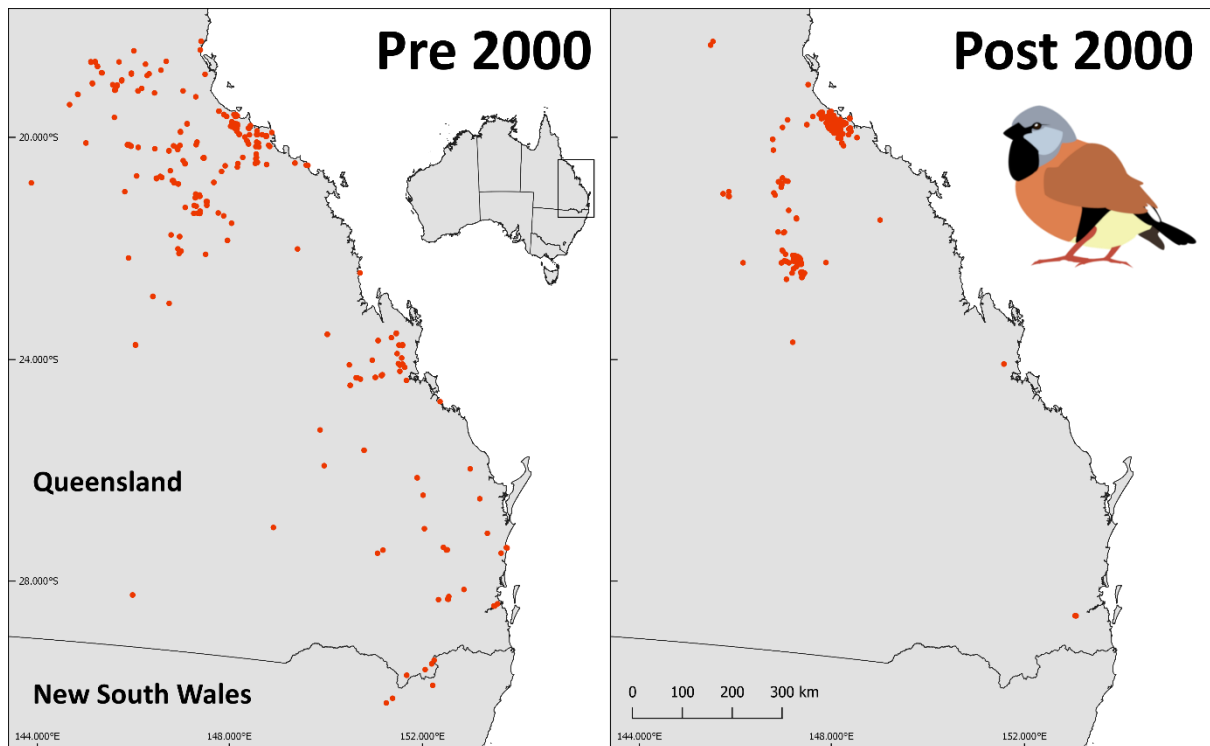 Pre 2000
Post 2000
20.000°S
24.000°S
Queensland
28.000°S
New South Wales
0 100 200 300 km
144.000°E
148.000°E
152.000°E
144.000°E
148.000°E
152.000°E